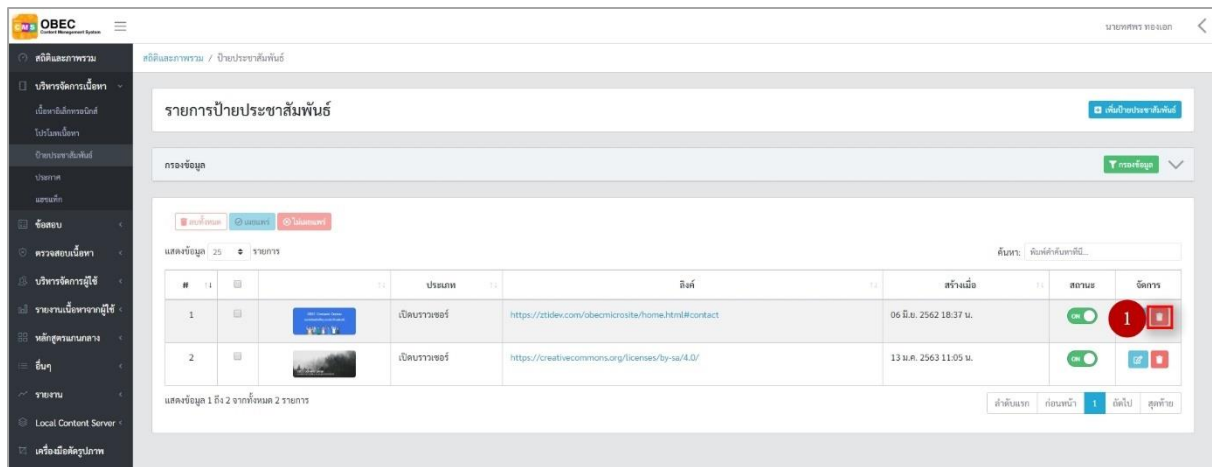 CMS OBEC
Content Management System
นายทศพร ทองเอก
สถิติและภาพรวม
บริหารจัดการเนื้อหา
เนื้อหาอิเล็กทรอนิกส์
โปรโมทเนื้อหา
ป้ายประชาสัมพันธ์
ประกาศ
แฮชแท็ก
ข้อสอบ
ตรวจสอบเนื้อหา
บริหารจัดการผู้ใช้
รายงานเนื้อหาจากผู้ใช้
หลักสูตรแกนกลาง
อื่นๆ
รายงาน
Local Content Server
เครื่องมือตัดรูปภาพ
สถิติและภาพรวม / ป้ายประชาสัมพันธ์
รายการป้ายประชาสัมพันธ์
เพิ่มป้ายประชาสัมพันธ์
กรองข้อมูล
กรองข้อมูล
ลบทั้งหมด เผยแพร่ ไม่เผยแพร่
แสดงข้อมูล 25 รายการ
ค้นหา: พิมพ์คำค้นหาที่นี่...
# ประเภท ลิงค์ สร้างเมื่อ สถานะ จัดการ
1 เปิดบราวเซอร์ https://ztidev.com/obecmicrosite/home.html#contact 06 มิ.ย. 2562 18:37 น. ON 1
2 เปิดบราวเซอร์ https://creativecommons.org/licenses/by-sa/4.0/ 13 ม.ค. 2563 11:05 น. ON
แสดงข้อมูล 1 ถึง 2 จากทั้งหมด 2 รายการ
ลำดับแรก ก่อนหน้า 1 ถัดไป สุดท้าย